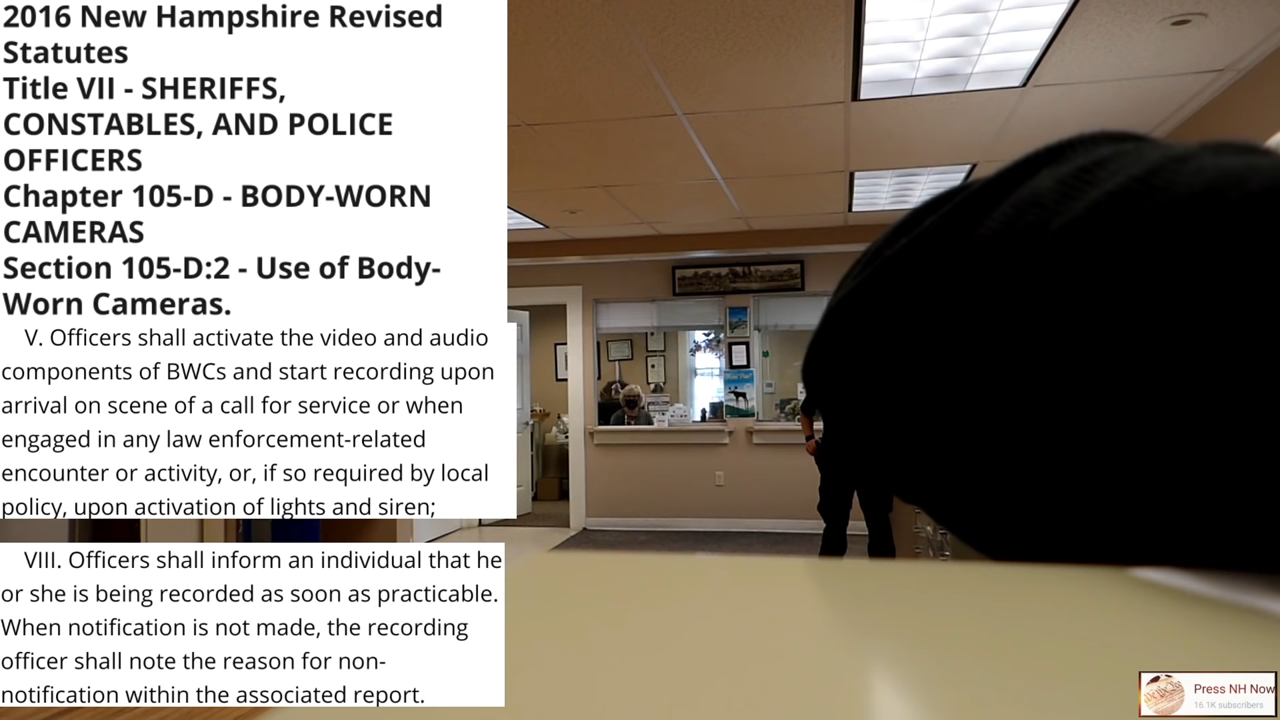 2016 New Hampshire Revised
Statutes
Title VII - SHERIFFS,
CONSTABLES, AND POLICE
OFFICERS
Chapter 105-D - BODY-WORN
CAMERAS
Section 105-D:2 - Use of Body-
Worn Cameras.
V. Officers shall activate the video and audio
components of BWCs and start recording upon
arrival on scene of a call for service or when
engaged in any law enforcement-related
encounter or activity, or, if so required by local
policy, upon activation of lights and siren;
VIII. Officers shall inform an individual that he
or she is being recorded as soon as practicable.
When notification is not made, the recording
officer shall note the reason for non-
notification within the associated report.
Press NH Now
16.1K subscribers